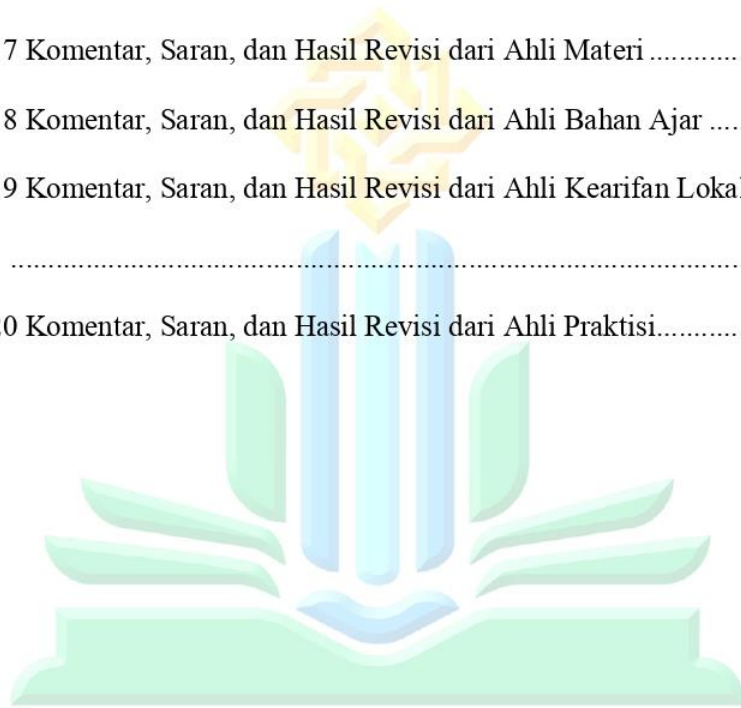 7 Komentar, Saran, dan Hasil Revisi dari Ahli Materi ............
8 Komentar, Saran, dan Hasil Revisi dari Ahli Bahan Ajar ....
9 Komentar, Saran, dan Hasil Revisi dari Ahli Kearifan Lokal
....................................................................................................
0 Komentar, Saran, dan Hasil Revisi dari Ahli Praktisi...........